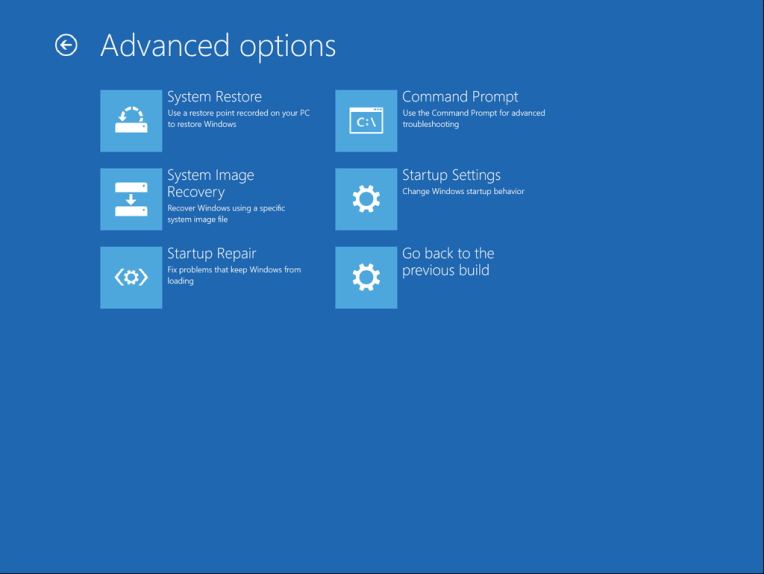 Advanced options
System Restore
Use a restore point recorded on your PC
to restore Windows
System Image
Recovery
Recover Windows using a specific
system image file
Startup Repair
Fix problems that keep Windows from
loading
Command Prompt
Use the Command Prompt for advanced
troubleshooting
C:\
Startup Settings
Change Windows startup behavior
Go back to the
previous build